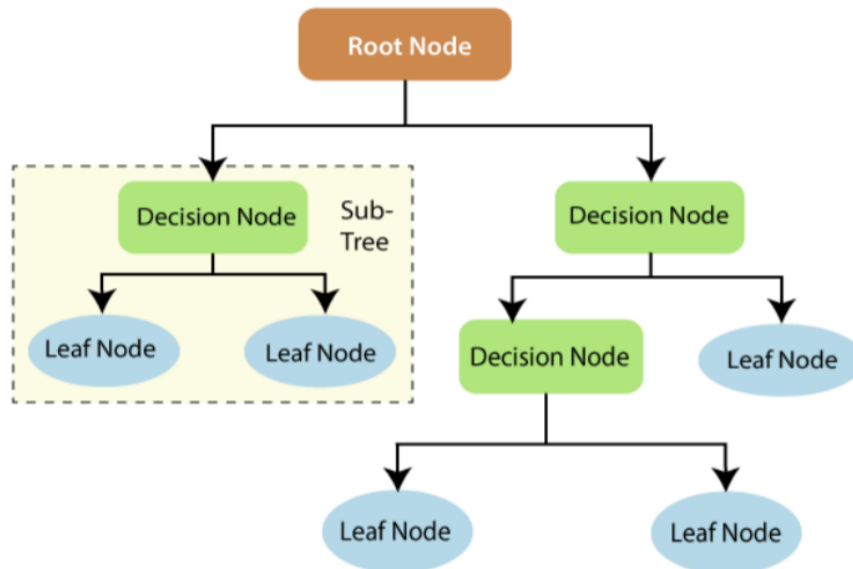 Root Node
Decision Node
Sub-
Tree
Decision Node
Leaf Node
Leaf Node
Decision Node
Leaf Node
Leaf Node
Leaf Node